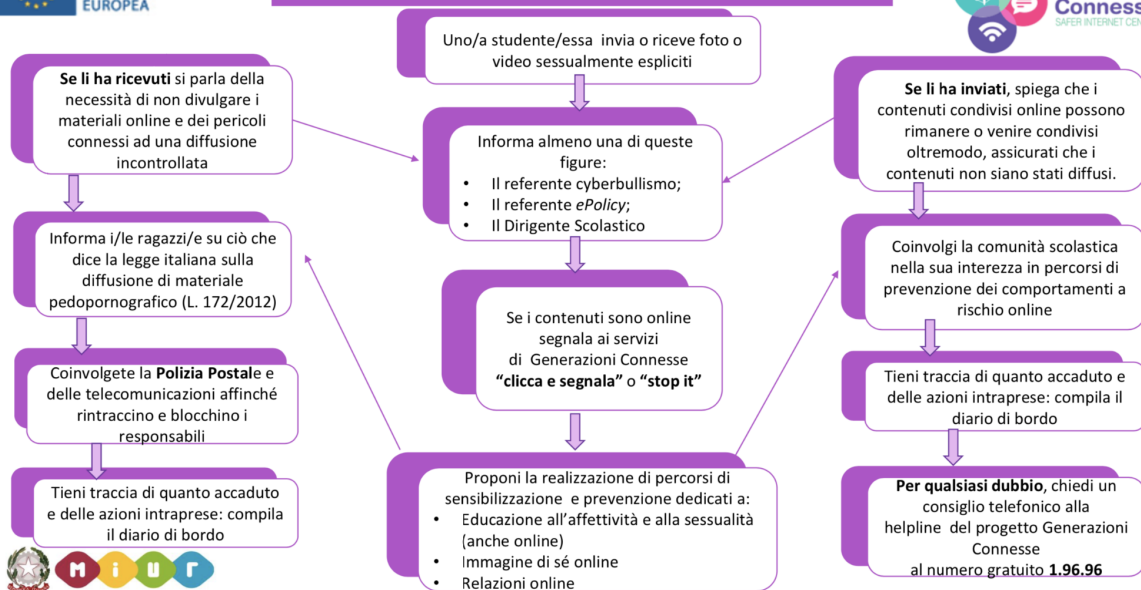 EUROPEA
Conness
SAFER INTERNET CEN
Uno/a studente/essa invia o riceve foto o
video sessualmente espliciti
Se li ha ricevuti si parla della
necessità di non divulgare i
materiali online e dei pericoli
connessi ad una diffusione
incontrollata
Informa almeno una di queste
figure:
• Il referente cyberbullismo;
• Il referente ePolicy;
• Il Dirigente Scolastico
Se li ha inviati, spiega che i
contenuti condivisi online possono
rimanere o venire condivisi
oltremodo, assicurati che i
contenuti non siano stati diffusi.
Informa i/le ragazzi/e su ciò che
dice la legge italiana sulla
diffusione di materiale
pedopornografico (L. 172/2012)
Se i contenuti sono online
segnala ai servizi
di Generazioni Connesse
“clicca e segnala” o “stop it”
Coinvolgi la comunità scolastica
nella sua interezza in percorsi di
prevenzione dei comportamenti a
rischio online
Coinvolgete la Polizia Postale e
delle telecomunicazioni affinché
rintraccino e blocchino i
responsabili
Tieni traccia di quanto accaduto e
delle azioni intraprese: compila il
diario di bordo
Tieni traccia di quanto accaduto
e delle azioni intraprese: compila
il diario di bordo
Proponi la realizzazione di percorsi di
sensibilizzazione e prevenzione dedicati a:
• Educazione all’affettività e alla sessualità
(anche online)
• Immagine di sé online
• Relazioni online
Per qualsiasi dubbio, chiedi un
consiglio telefonico alla
helpline del progetto Generazioni
Connesse
al numero gratuito 1.96.96
MiUr